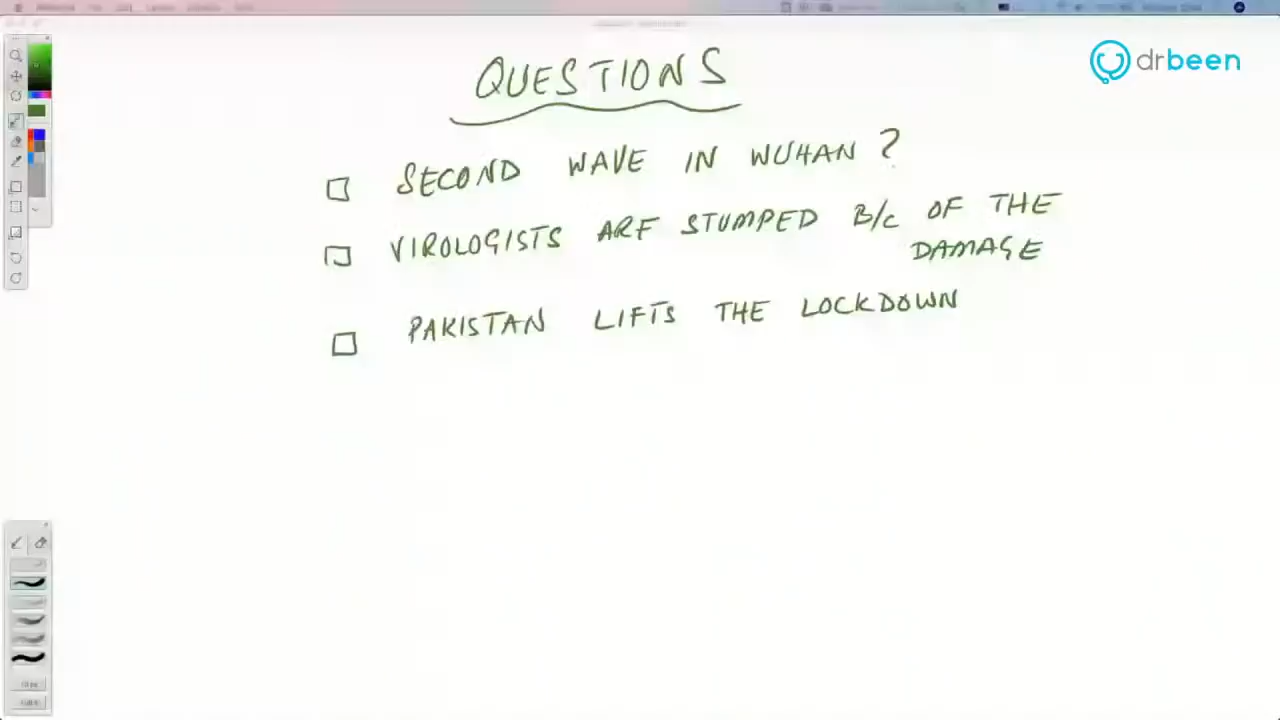 drbeen
QUESTIONS
SECOND WAVE IN WUHAN ?
VIROLOGISTS ARE STUMPED B/C OF THE
DAMAGE
PAKISTAN LIFTS THE LOCKDOWN